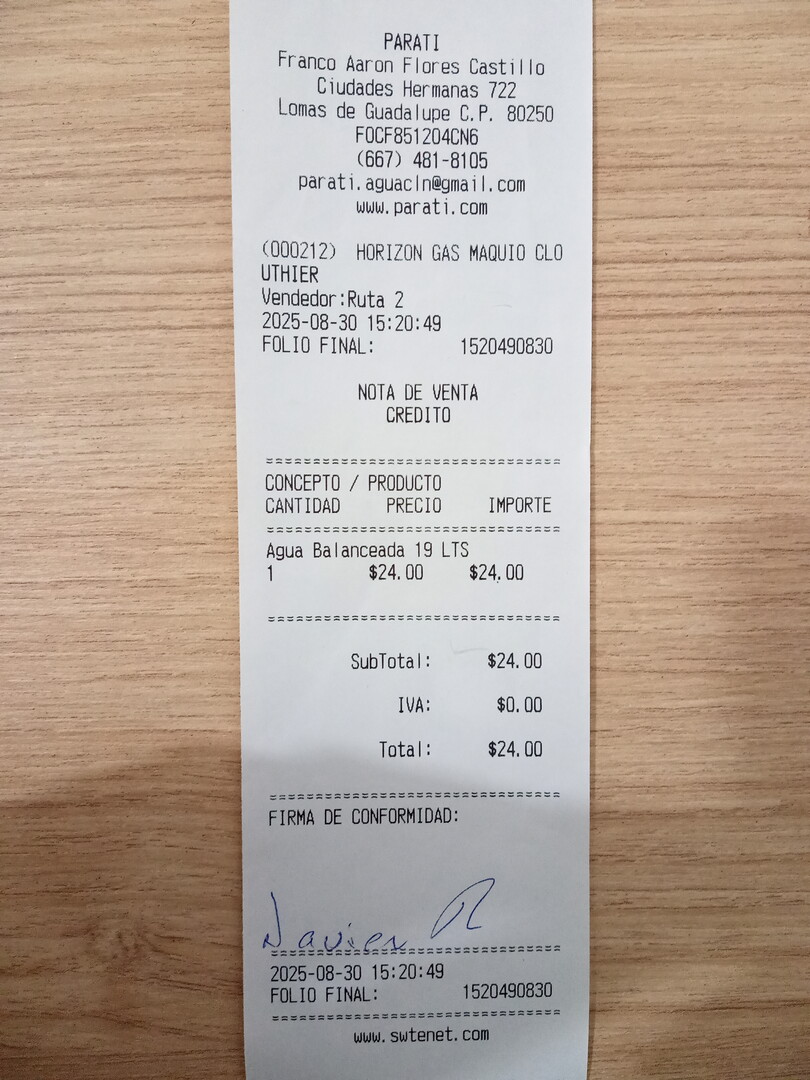 PARATI
Franco Aaron Flores Castillo
Ciudades Hermanas 722
Lomas de Guadalupe C.P. 80250
FOCF851204CN6
(667) 481-8105
parati.aguacln@gmail.com
www.parati.com
(000212) HORIZON GAS MAQUIO CLO
UTHIER
Vendedor:Ruta 2
2025-08-30 15:20:49
FOLIO FINAL: 1520490830
NOTA DE VENTA
CREDITO
===============================
CONCEPTO / PRODUCTO
CANTIDAD PRECIO IMPORTE
===============================
Agua Balanceada 19 LTS
1 $24.00 $24.00
===============================
SubTotal: $24.00
IVA: $0.00
Total: $24.00
===============================
FIRMA DE CONFORMIDAD:
Javier R
===============================
2025-08-30 15:20:49
FOLIO FINAL: 1520490830
===============================
www.swtenet.com